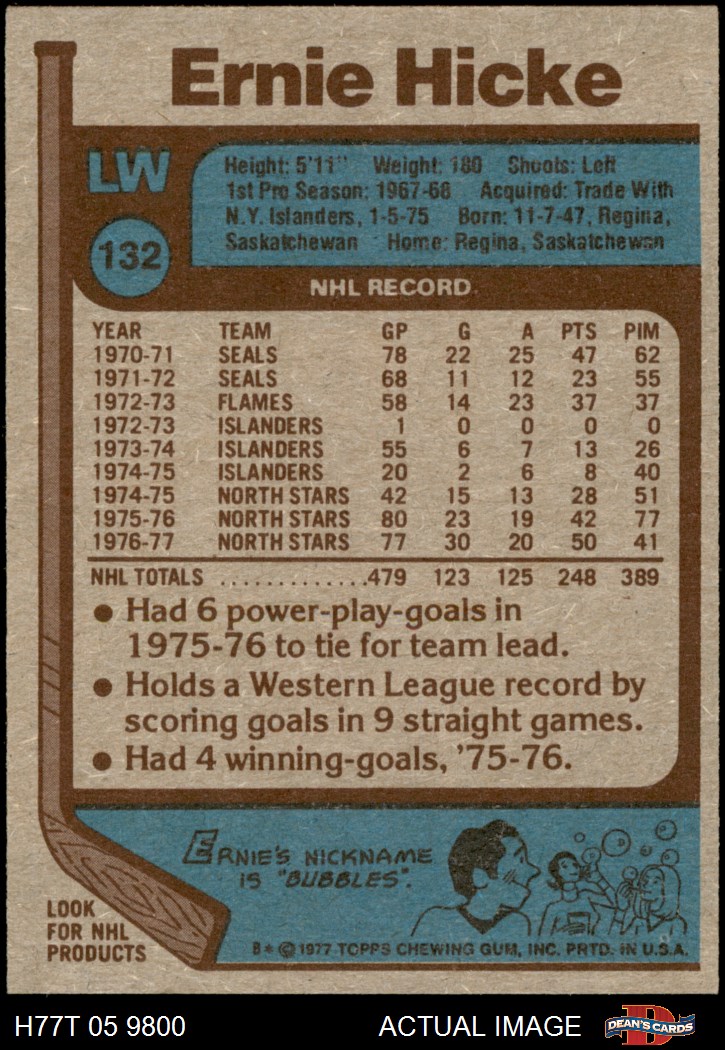 Ernie Hicke
LW
132
Height: 5'11" Weight: 180 Shoots: Left
1st Pro Season: 1967-68 Acquired: Trade With
N.Y. Islanders, 1-5-75 Born: 11-7-47, Regina,
Saskatchewan Home: Regina, Saskatchewan
NHL RECORD
YEAR TEAM GP G A PTS PIM
1970-71 SEALS 78 22 25 47 62
1971-72 SEALS 68 11 12 23 55
1972-73 FLAMES 58 14 23 37 37
1972-73 ISLANDERS 1 0 0 0 0
1973-74 ISLANDERS 55 6 7 13 26
1974-75 ISLANDERS 20 2 6 8 40
1974-75 NORTH STARS 42 15 13 28 51
1975-76 NORTH STARS 80 23 19 42 77
1976-77 NORTH STARS 77 30 20 50 41
NHL TOTALS .............479 123 125 248 389
• Had 6 power-play-goals in
1975-76 to tie for team lead.
• Holds a Western League record by
scoring goals in 9 straight games.
• Had 4 winning-goals, '75-76.
ERNIE'S NICKNAME
IS "BUBBLES".
LOOK
FOR NHL
PRODUCTS
B* © 1977 TOPPS CHEWING GUM, INC. PRTD. IN U.S.A.
H77T 05 9800 ACTUAL IMAGE
D
DEAN'S CARDS